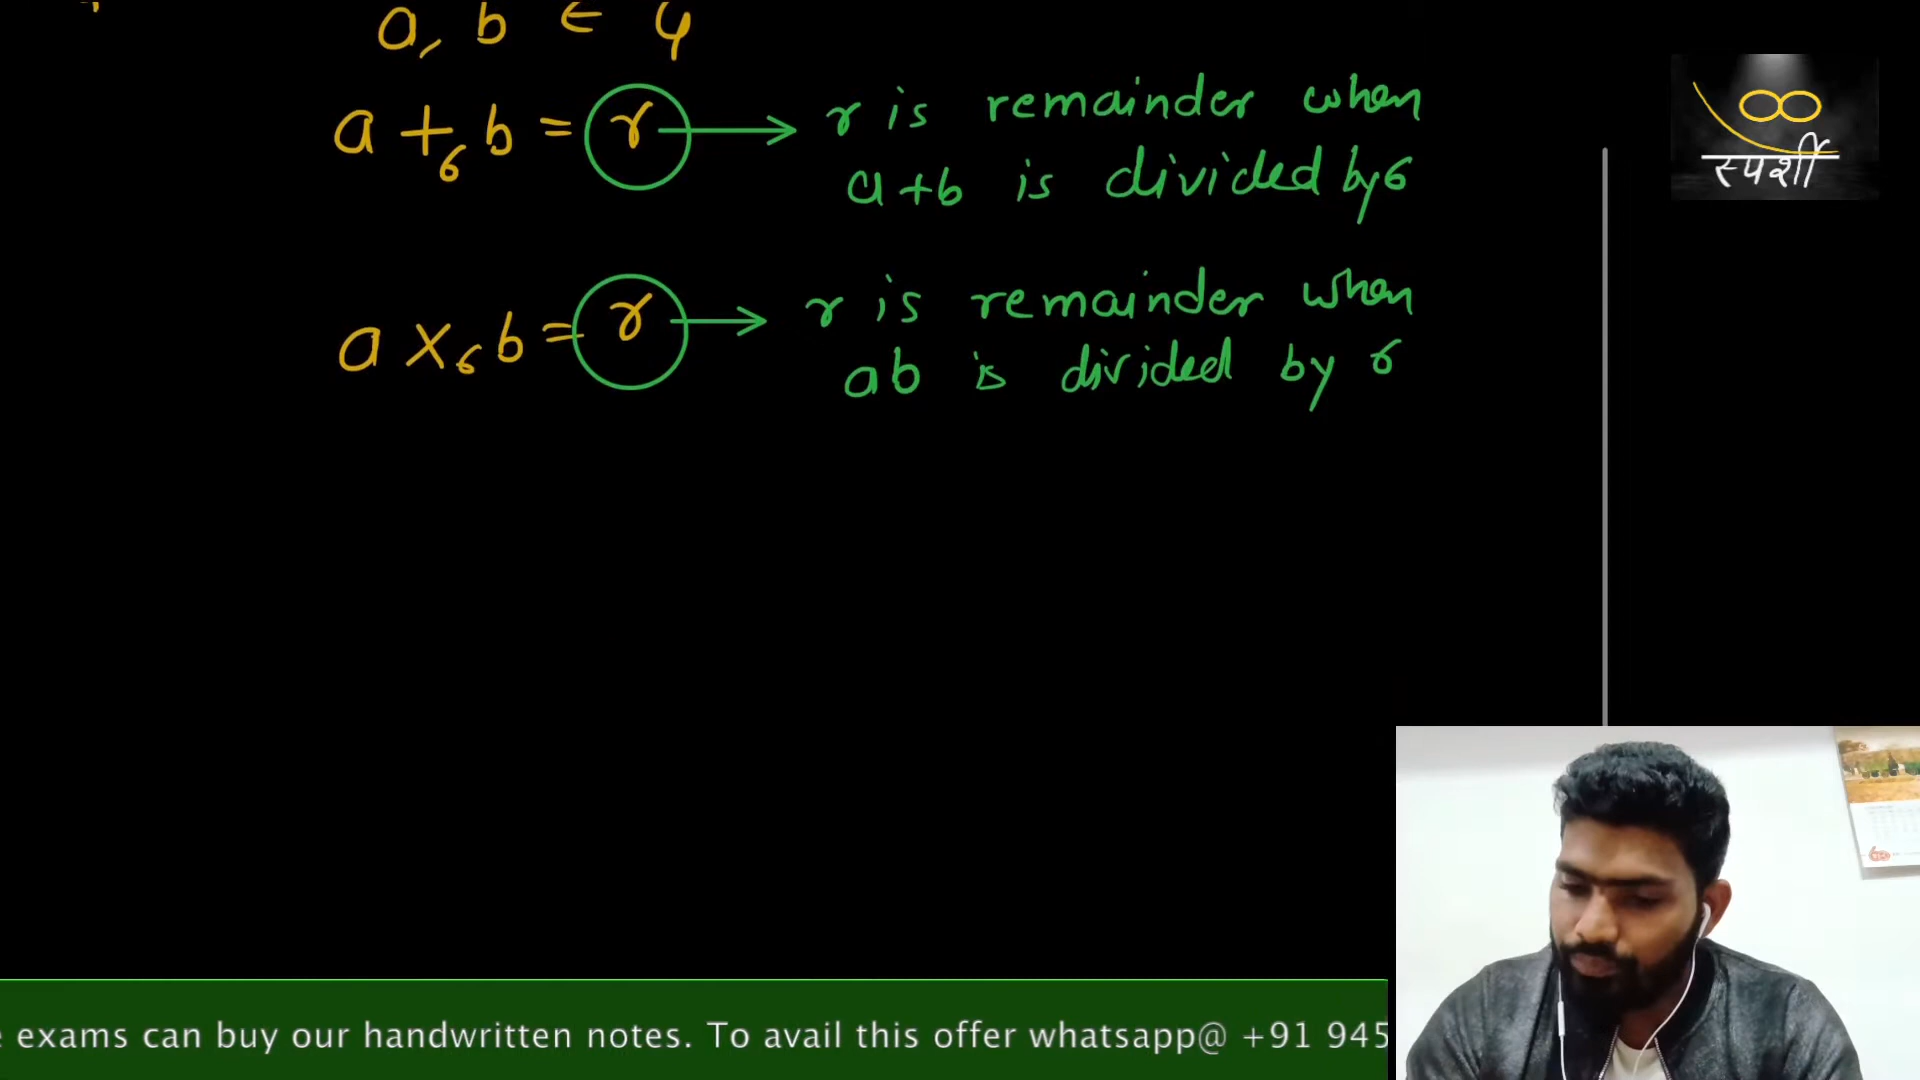 a, b ∈ G
a +₆ b = r → r is remainder when
a+b is divided by 6
a ×₆ b = r → r is remainder when
ab is divided by 6
स्पर्शी
exams can buy our handwritten notes. To avail this offer whatsapp@ +91 945